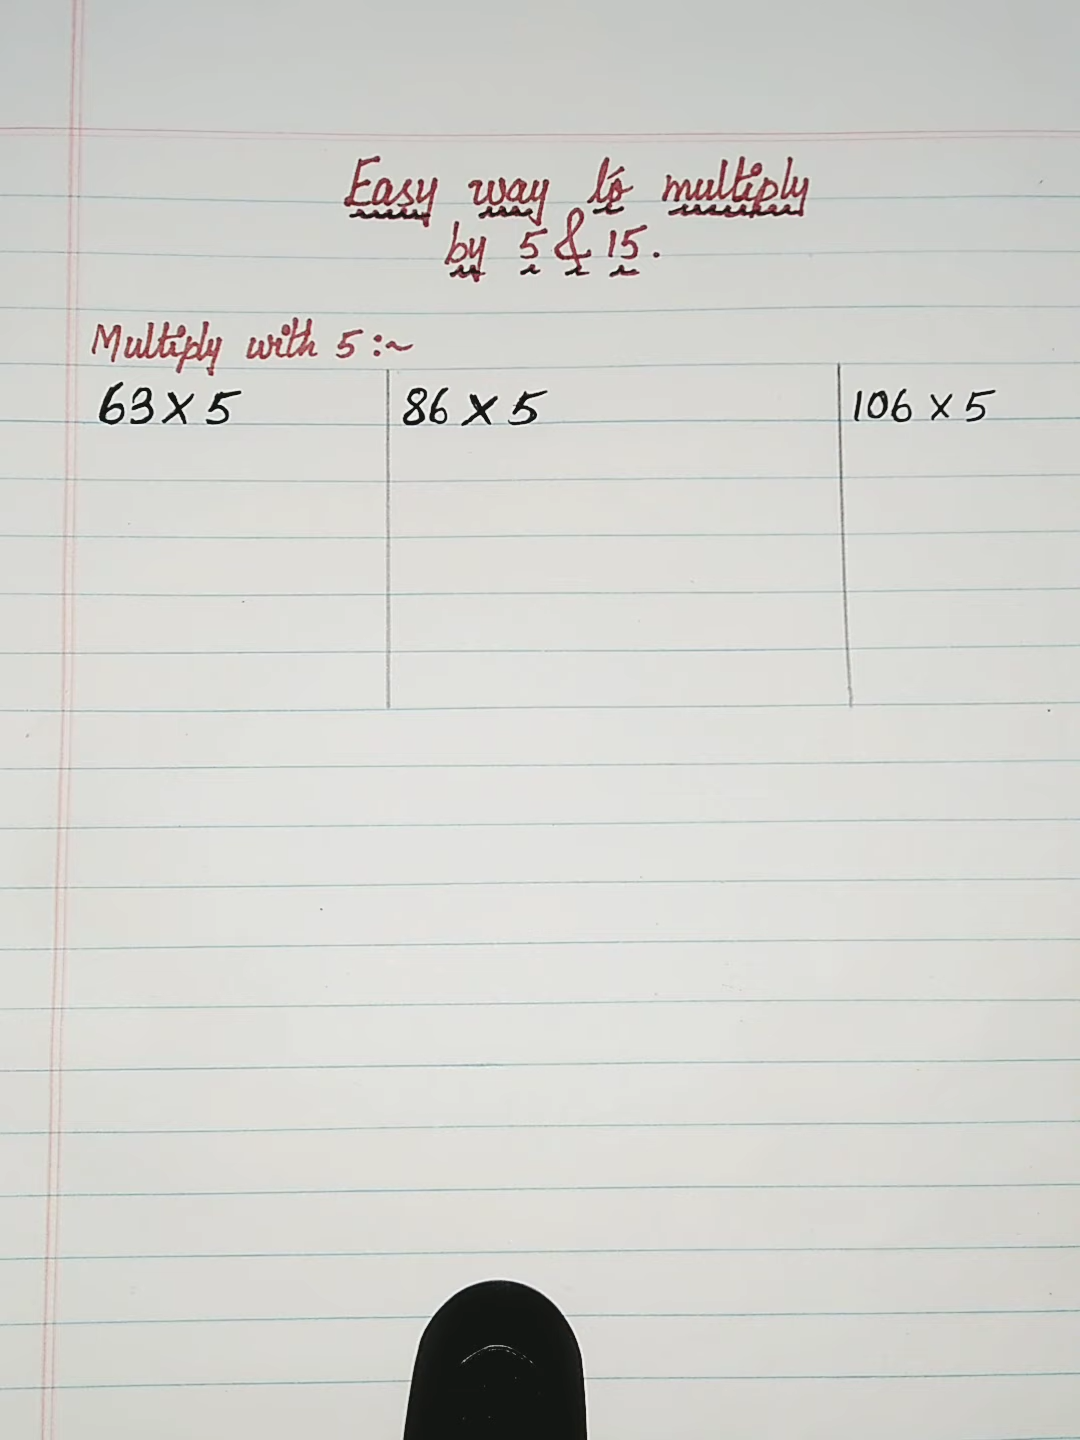 Easy way to multiply
by 5 & 15.
Multiply with 5 :~
63 X 5
86 X 5
106 X 5